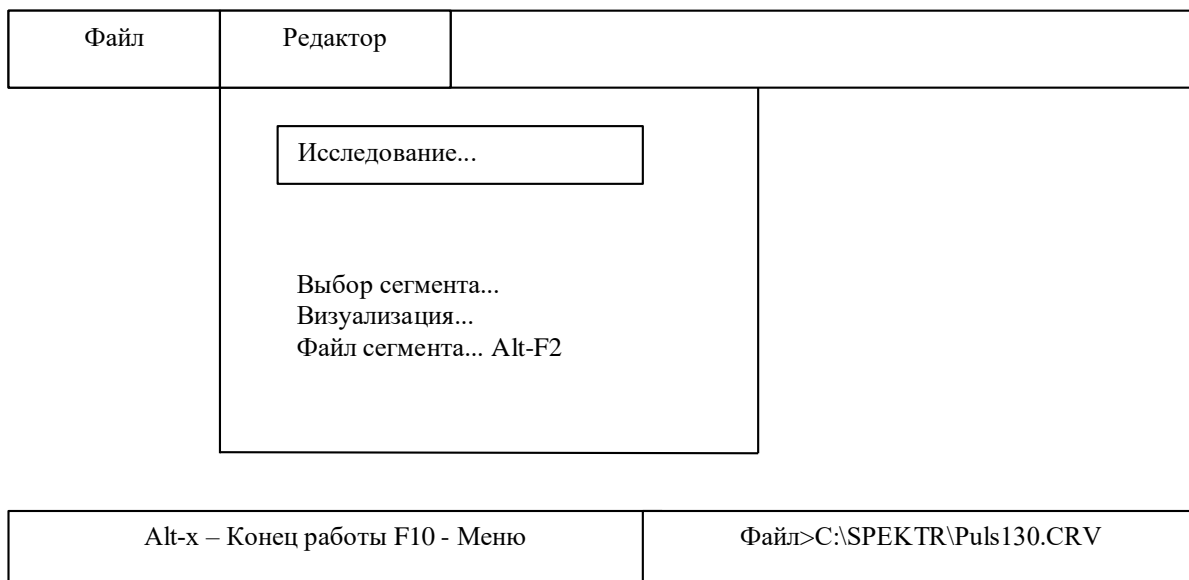 Файл Редактор
Исследование...
Выбор сегмента...
Визуализация...
Файл сегмента... Alt-F2
Alt-x – Конец работы F10 - Меню Файл>C:\SPEKTR\Puls130.CRV